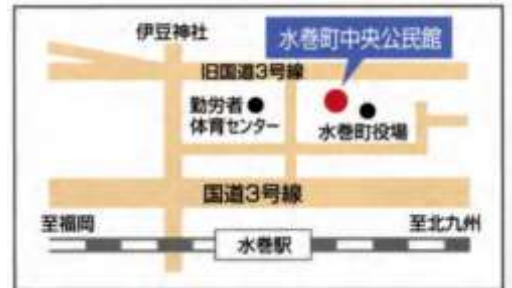 伊豆神社
水巻町中央公民館
旧国道3号線
勤労者
体育センター
水巻町役場
国道3号線
至福岡
至北九州
水巻駅